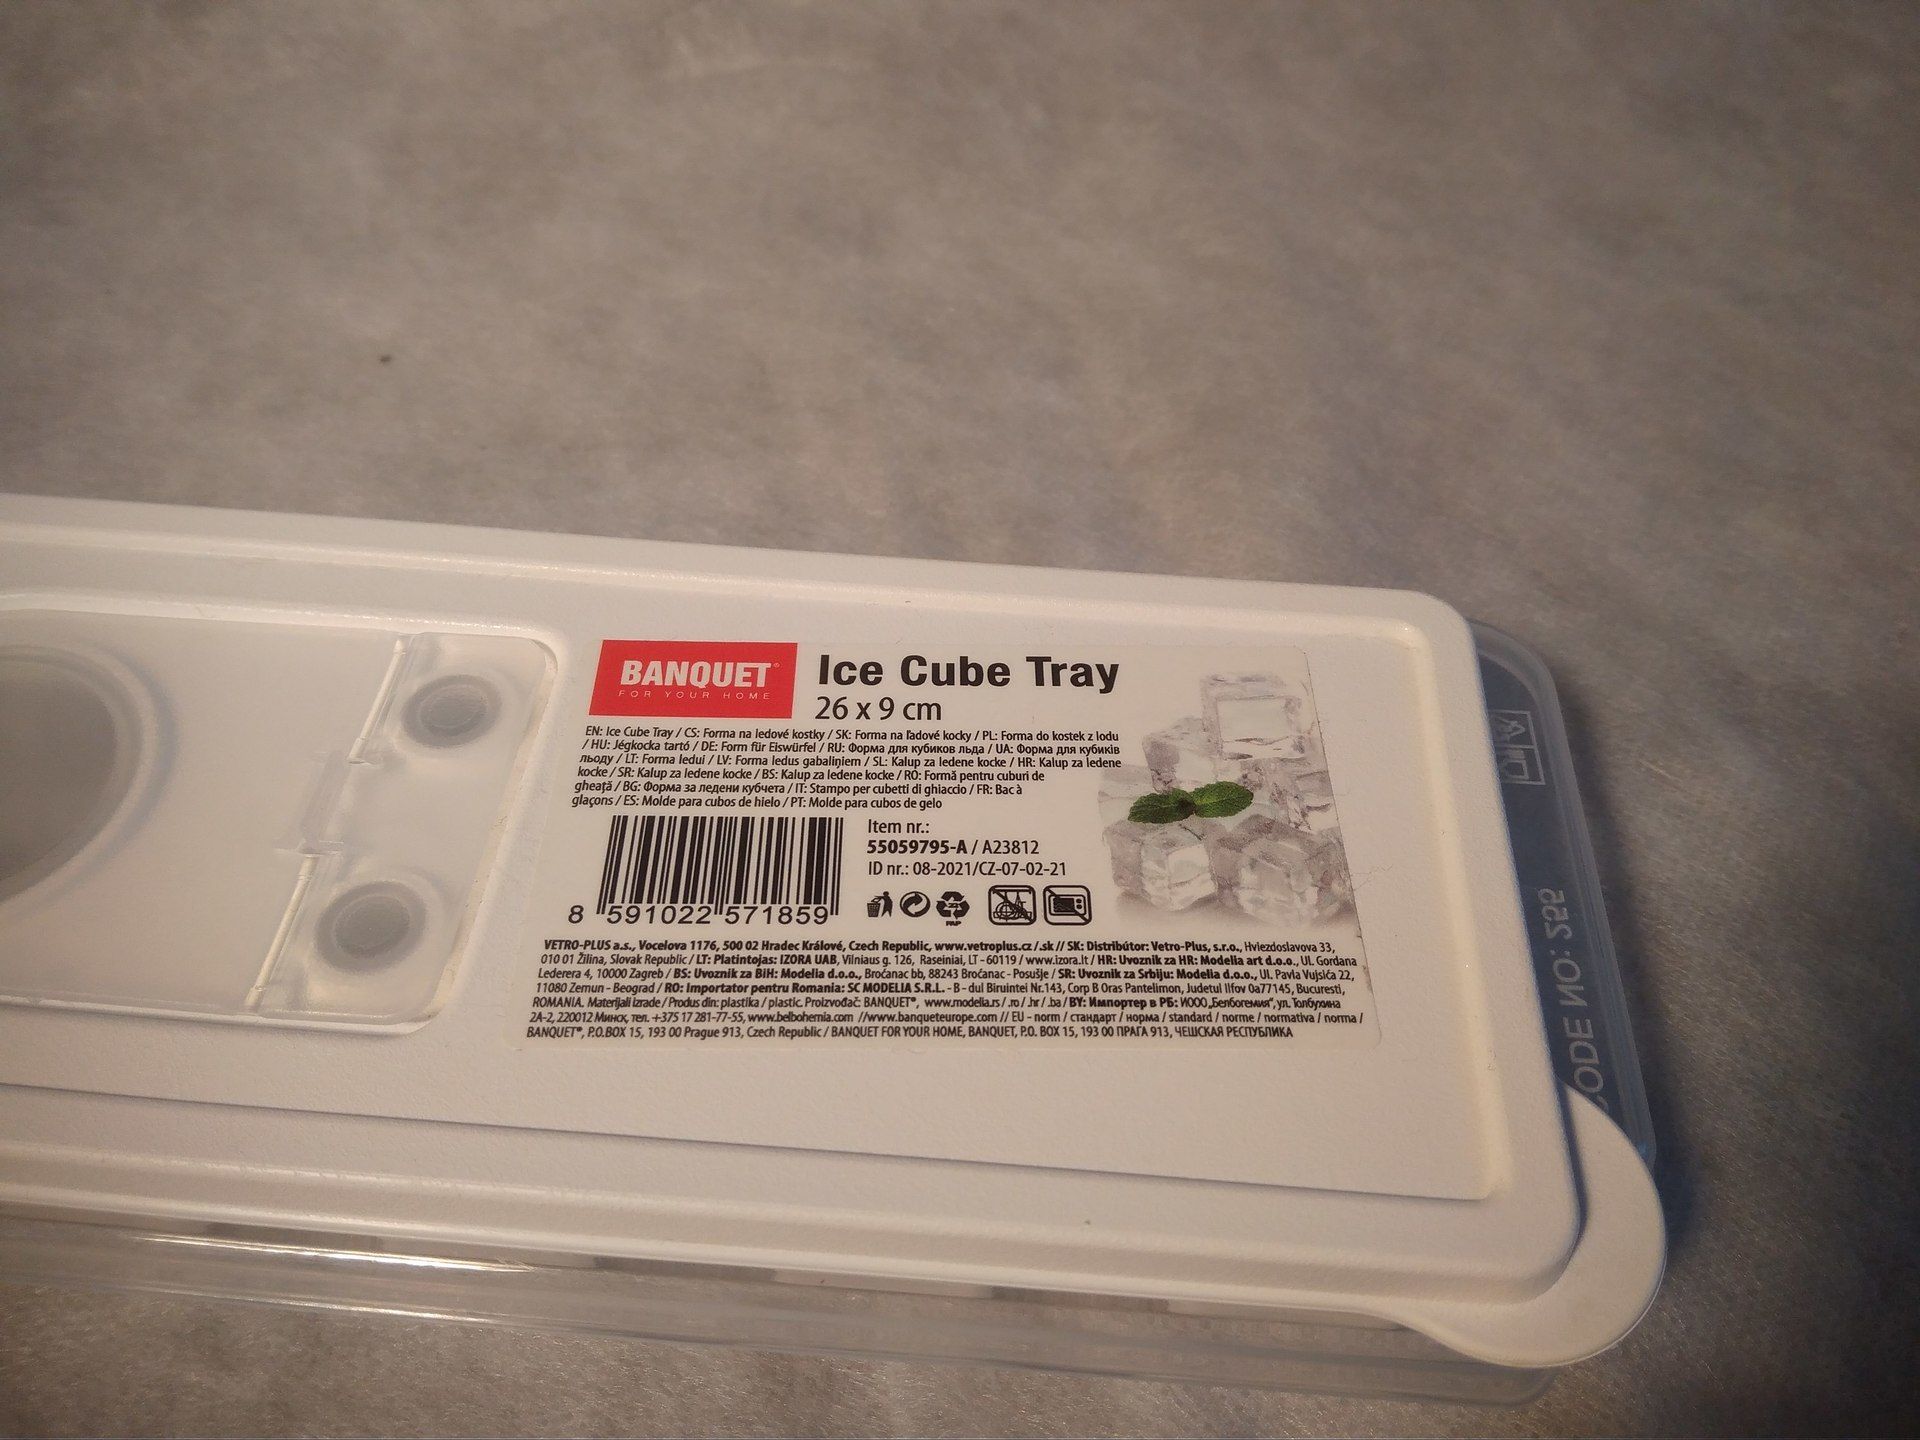 BANQUET®
FOR YOUR HOME
Ice Cube Tray
26 x 9 cm
EN: Ice Cube Tray / CS: Forma na ledové kostky / SK: Forma na ľadové kocky / PL: Forma do kostek z lodu
/ HU: Jégkocka tartó / DE: Form für Eiswürfel / RU: Форма для кубиков льда / UA: Форма для кубиків
льоду / LT: Forma ledui / LV: Forma ledus gabaliņiem / SL: Kalup za ledene kocke / HR: Kalup za ledene
kocke / SR: Kalup za ledene kocke / BS: Kalup za ledene kocke / RO: Formă pentru cuburi de
gheață / BG: Форма за ледени кубчета / IT: Stampo per cubetti di ghiaccio / FR: Bac à
glaçons / ES: Molde para cubos de hielo / PT: Molde para cubos de gelo
Item nr.:
55059795-A / A23812
ID nr.: 08-2021/CZ-07-02-21
8 591022 571859
VETRO-PLUS a.s., Vocelova 1176, 500 02 Hradec Králové, Czech Republic, www.vetroplus.cz /.sk // SK: Distribútor: Vetro-Plus, s.r.o., Hviezdoslavova 33,
010 01 Žilina, Slovak Republic / LT: Platintojas: IZORA UAB, Vilniaus g. 126, Raseiniai, LT - 60119 / www.izora.lt / HR: Uvoznik za HR: Modelia art d.o.o., Ul. Gordana
Lederera 4, 10000 Zagreb / BS: Uvoznik za BiH: Modelia d.o.o., Broćanac bb, 88243 Broćanac - Posušje / SR: Uvoznik za Srbiju: Modelia d.o.o., Ul. Pavla Vujsića 22,
11080 Zemun - Beograd / RO: Importator pentru Romania: SC MODELIA S.R.L. - B - dul Biruintei Nr.143, Corp B Oras Pantelimon, Judetul Ilfov 0a77145, Bucuresti,
ROMANIA. Materijali izrade / Produs din: plastika / plastic. Proizvođač: BANQUET®, www.modelia.rs / .ro / .hr / .ba / BY: Импортер в РБ: ИООО „Белбогемия“, ул. Толбухина
2А-2, 220012 Минск, тел. +375 17 281-77-55, www.belbohemia.com //www.banqueteurope.com // EU - norm / стандарт / норма / standard / norme / normativa / norma /
BANQUET®, P.O.BOX 15, 193 00 Prague 913, Czech Republic / BANQUET FOR YOUR HOME, BANQUET, P.O. BOX 15, 193 00 ПРАГА 913, ЧЕШСКАЯ РЕСПУБЛИКА
CODE NO: 255